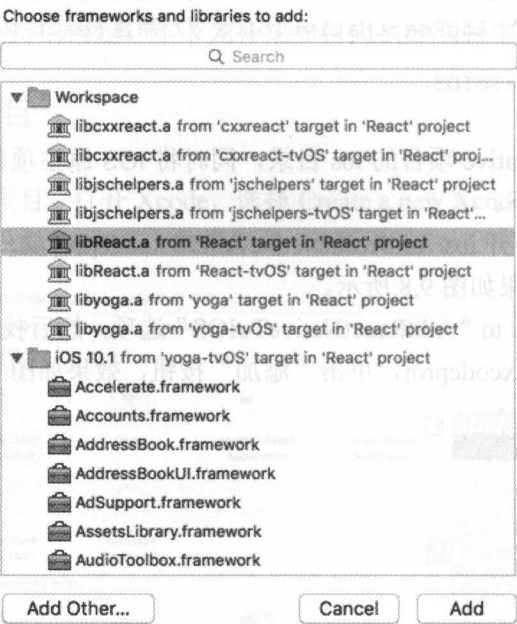 Choose frameworks and libraries to add:
Search
Workspace
libcxxreact.a from 'cxxreact' target in 'React' project
libcxxreact.a from 'cxxreact-tvOS' target in 'React' proj...
libjschelpers.a from 'jschelpers' target in 'React' project
libjschelpers.a from 'jschelpers-tvOS' target in 'React'...
libReact.a from 'React' target in 'React' project
libReact.a from 'React-tvOS' target in 'React' project
libyoga.a from 'yoga' target in 'React' project
libyoga.a from 'yoga-tvOS' target in 'React' project
iOS 10.1 from 'yoga-tvOS' target in 'React' project
Accelerate.framework
Accounts.framework
AddressBook.framework
AddressBookUI.framework
AdSupport.framework
AssetsLibrary.framework
AudioToolbox.framework
Add Other...
Cancel
Add